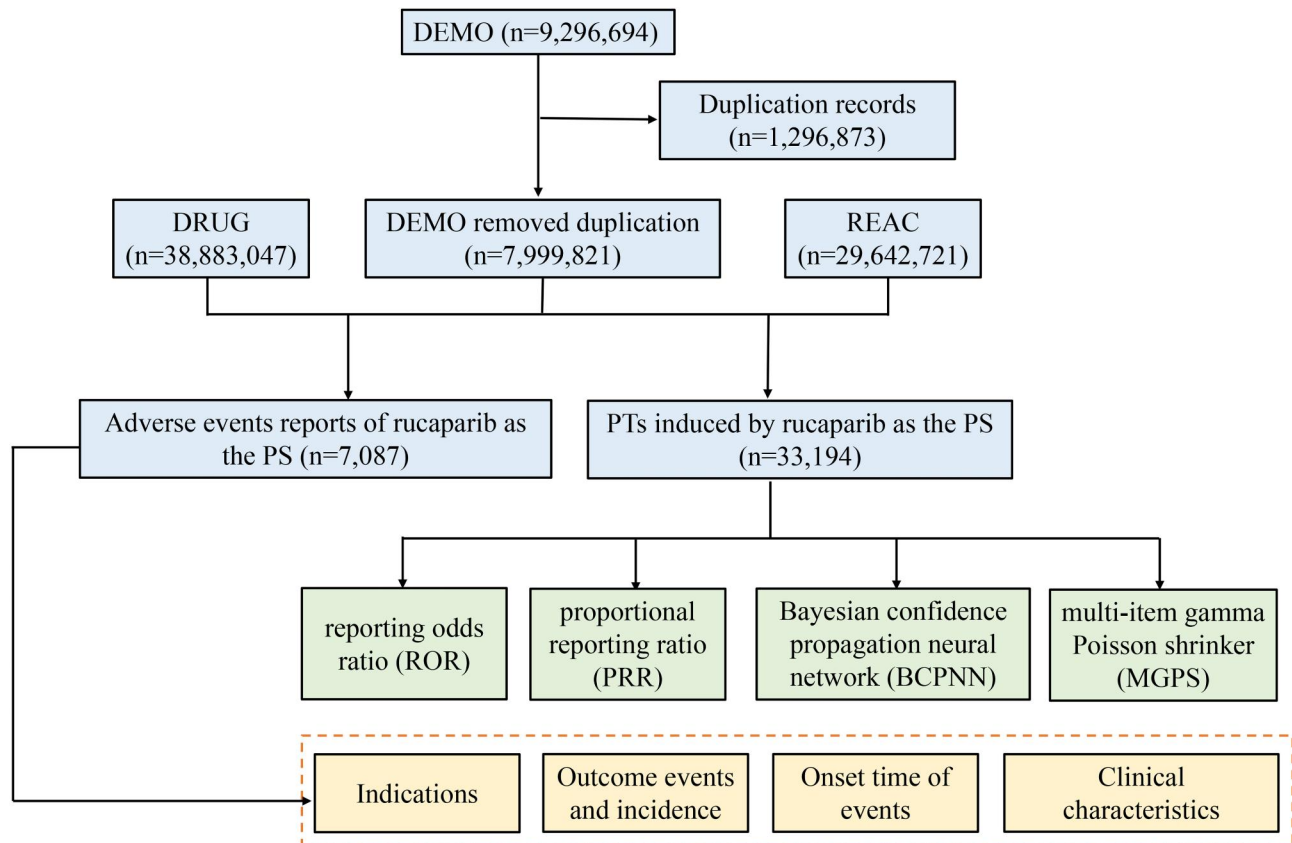 DEMO (n=9,296,694)
Duplication records
(n=1,296,873)
DRUG
(n=38,883,047)
DEMO removed duplication
(n=7,999,821)
REAC
(n=29,642,721)
Adverse events reports of rucaparib as
the PS (n=7,087)
PTs induced by rucaparib as the PS
(n=33,194)
reporting odds
ratio (ROR)
proportional
reporting ratio
(PRR)
Bayesian confidence
propagation neural
network (BCPNN)
multi-item gamma
Poisson shrinker
(MGPS)
Indications
Outcome events
and incidence
Onset time of
events
Clinical
characteristics